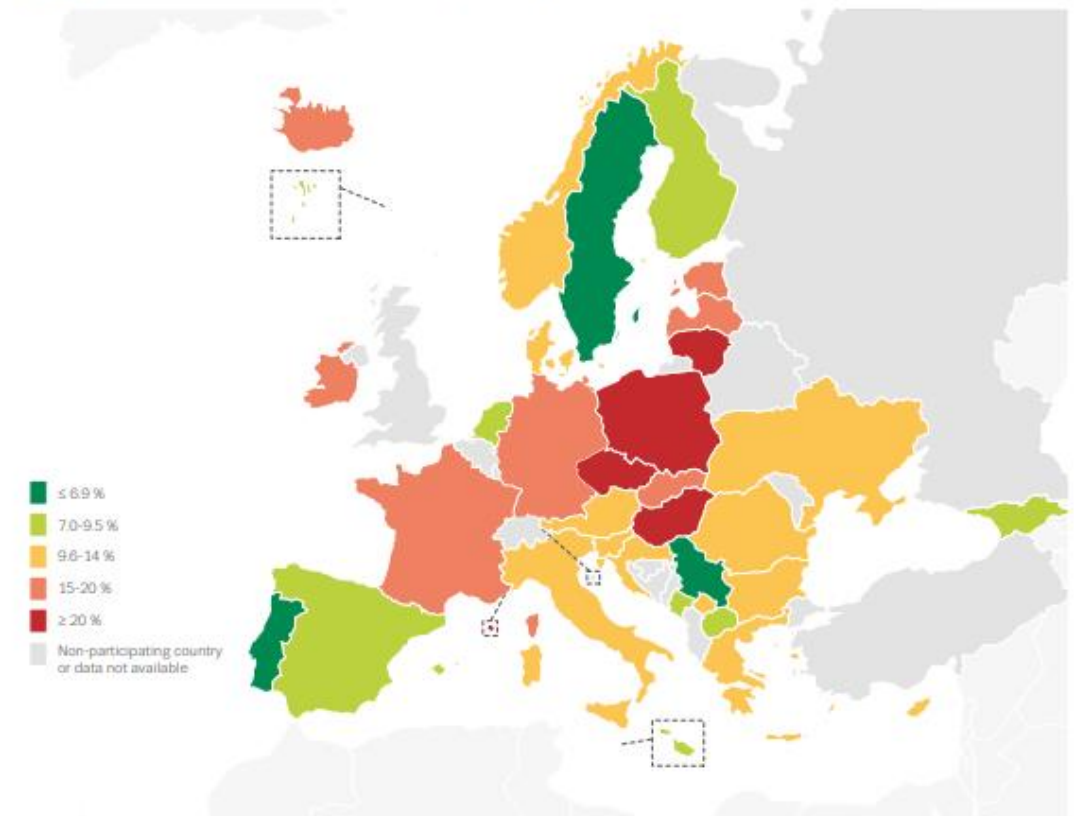 ≤ 6.9 %
7.0-9.5 %
9.6-14 %
15-20 %
≥ 20 %
Non-participating country
or data not available